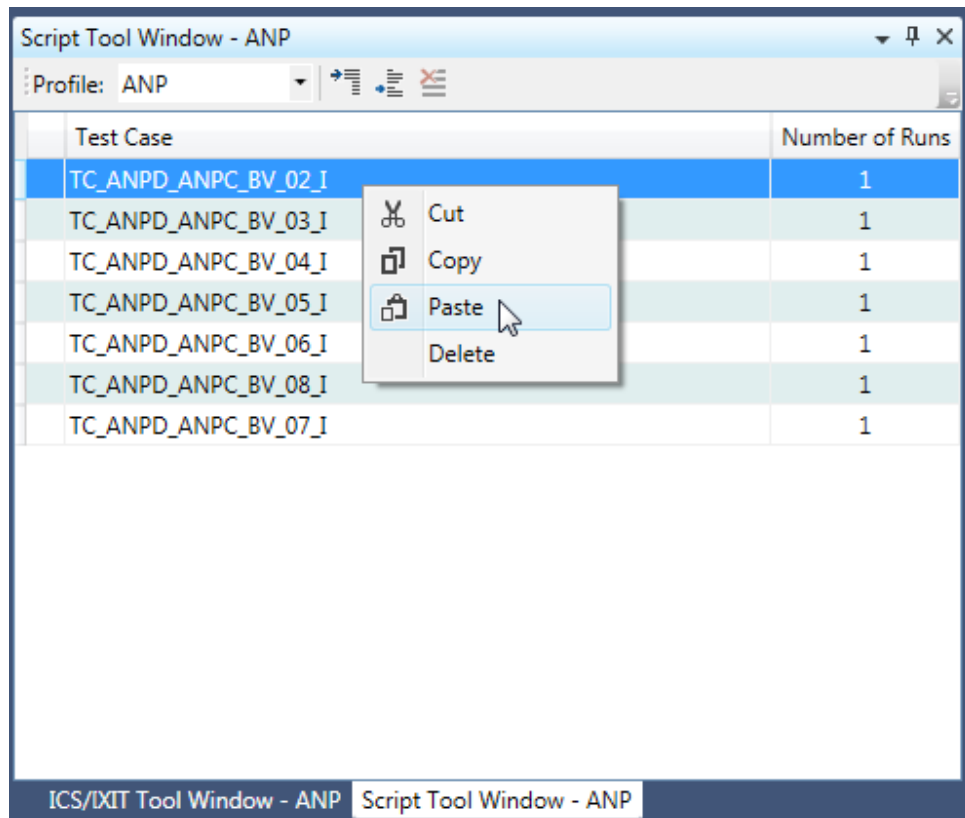 Script Tool Window - ANP
Profile: ANP
Test Case Number of Runs
TC_ANPD_ANPC_BV_02_I 1
TC_ANPD_ANPC_BV_03_I 1
TC_ANPD_ANPC_BV_04_I 1
TC_ANPD_ANPC_BV_05_I 1
TC_ANPD_ANPC_BV_06_I 1
TC_ANPD_ANPC_BV_08_I 1
TC_ANPD_ANPC_BV_07_I 1
Cut
Copy
Paste
Delete
ICS/IXIT Tool Window - ANP Script Tool Window - ANP